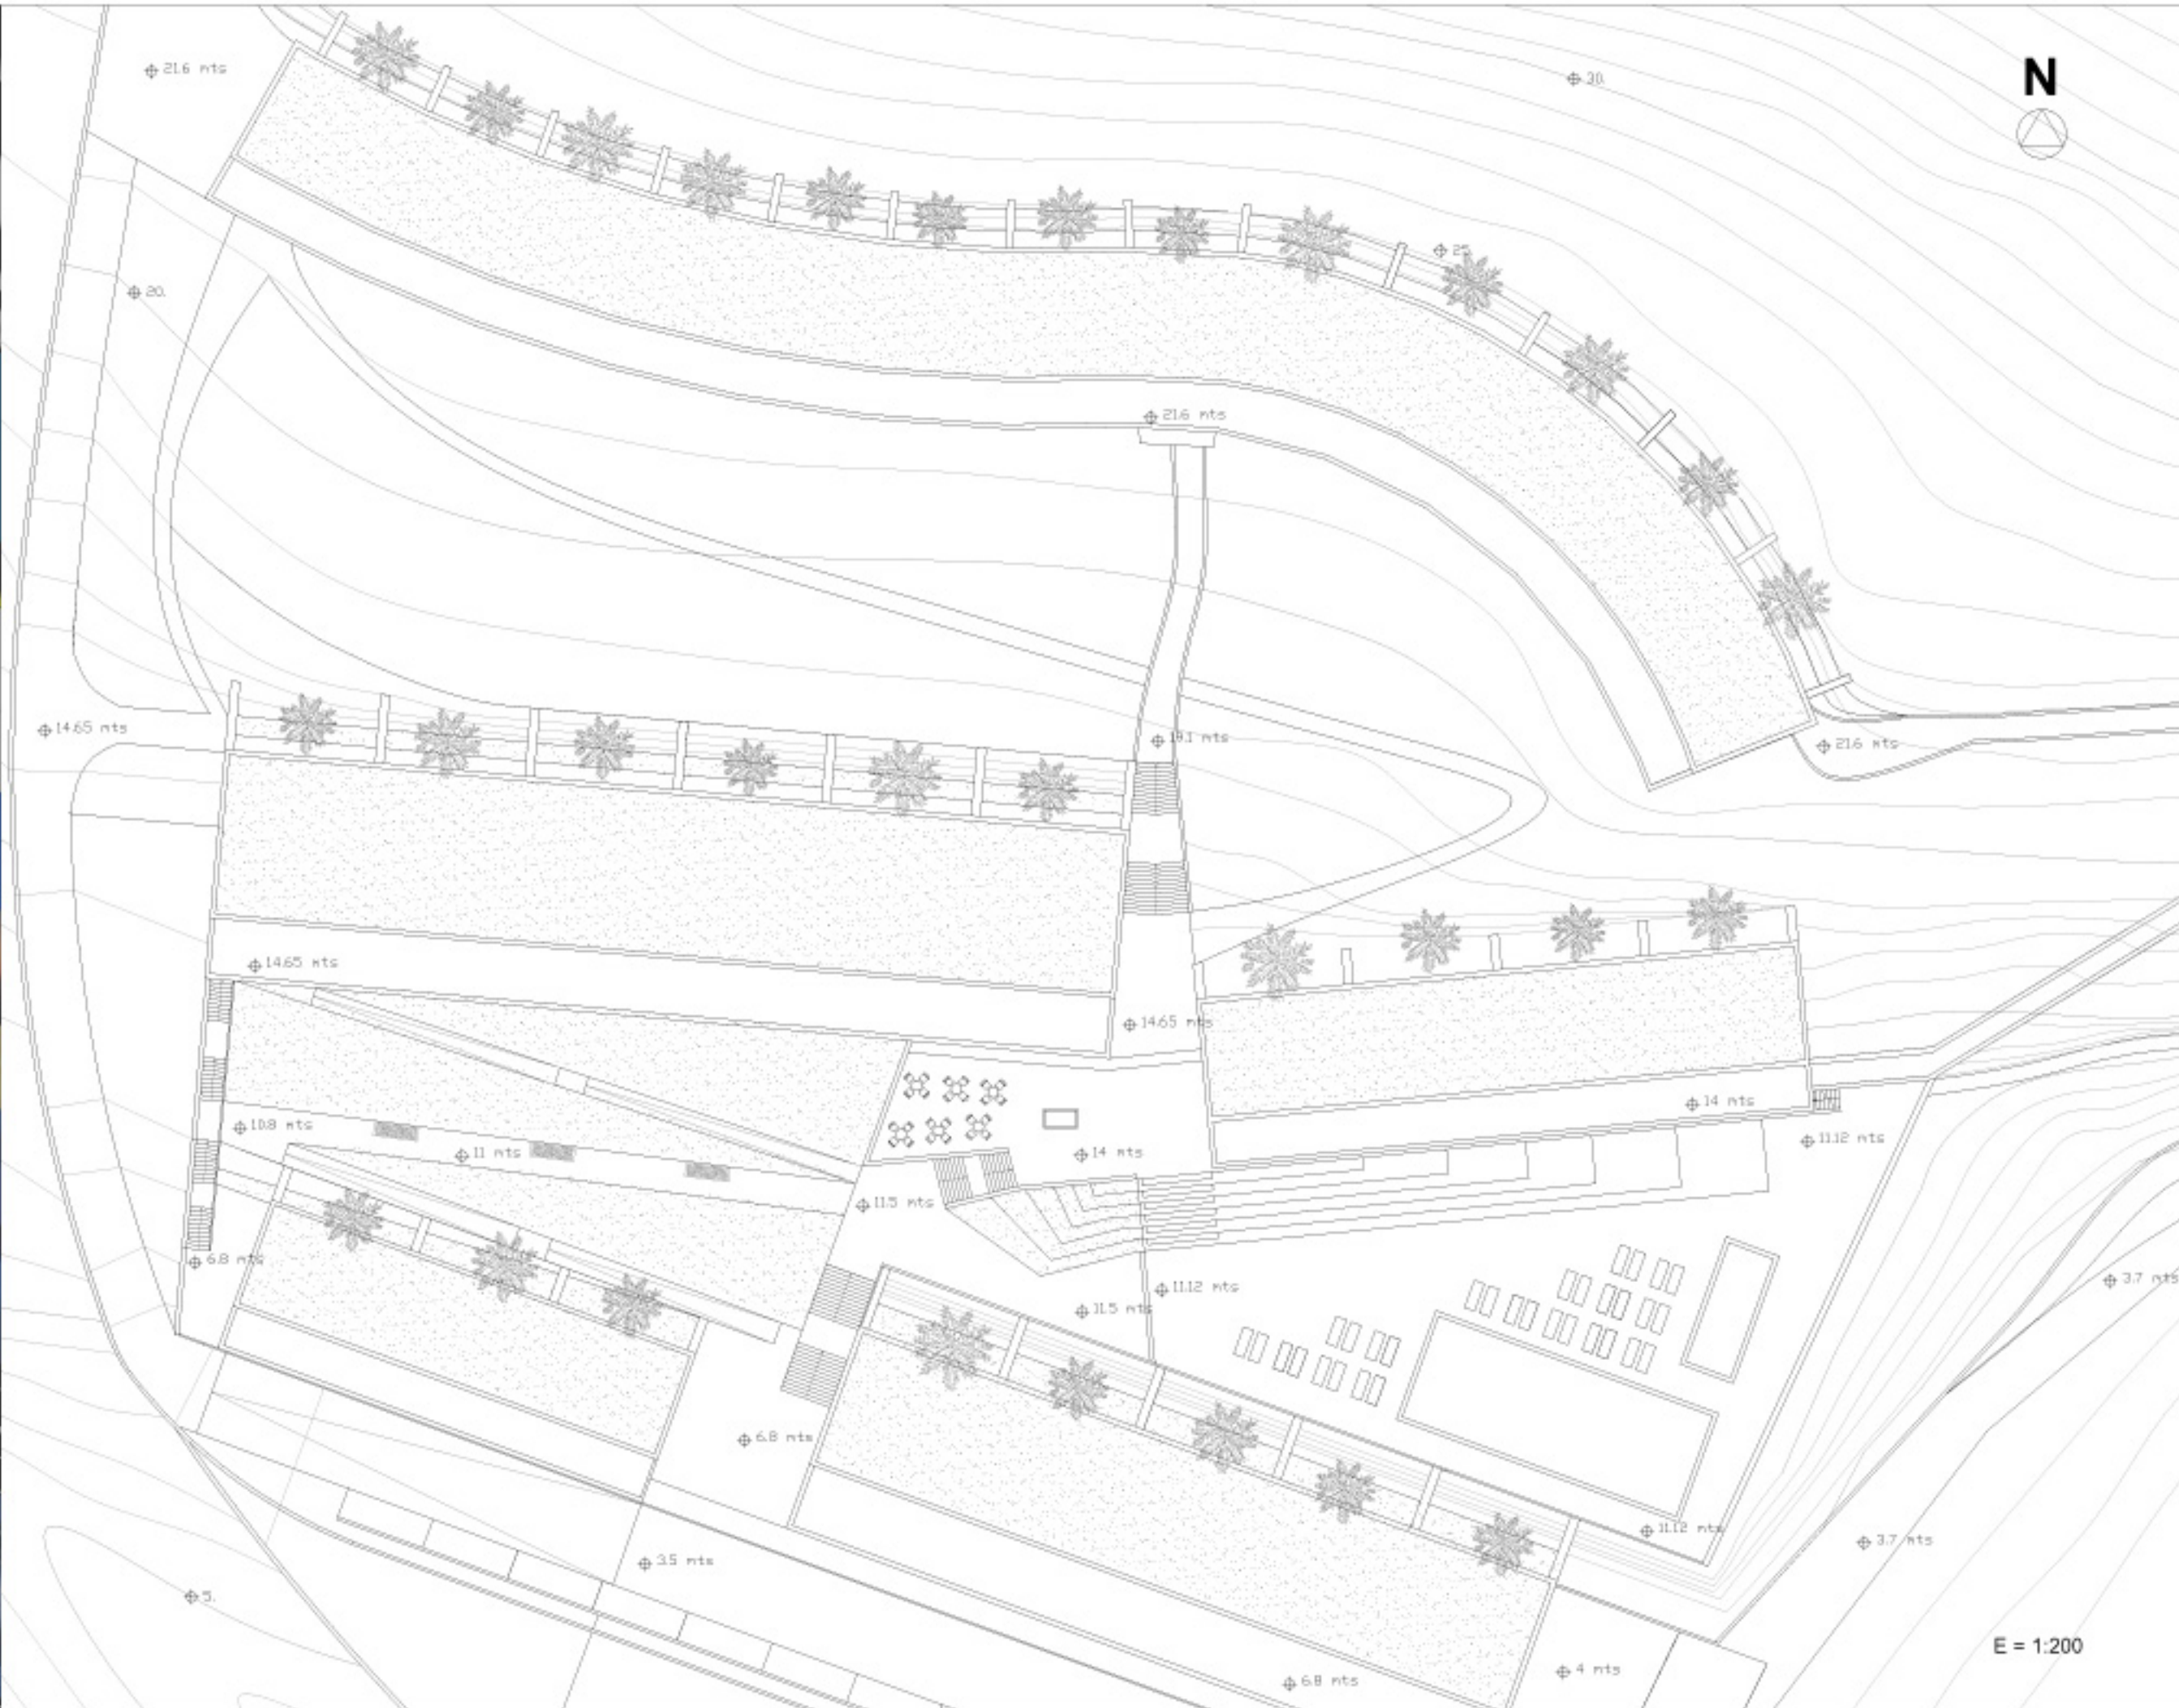 21.6 mts
30.
N
25.
20.
21.6 mts
14.65 mts
19.1 mts
21.6 mts
14.65 mts
14.65 mts
14 mts
10.8 mts
11 mts
14 mts
11.12 mts
11.5 mts
6.8 mts
11.12 mts
11.5 mts
3.7 mts
6.8 mts
11.12 mts
3.7 mts
3.5 mts
5.
E = 1:200
4 mts
6.8 mts